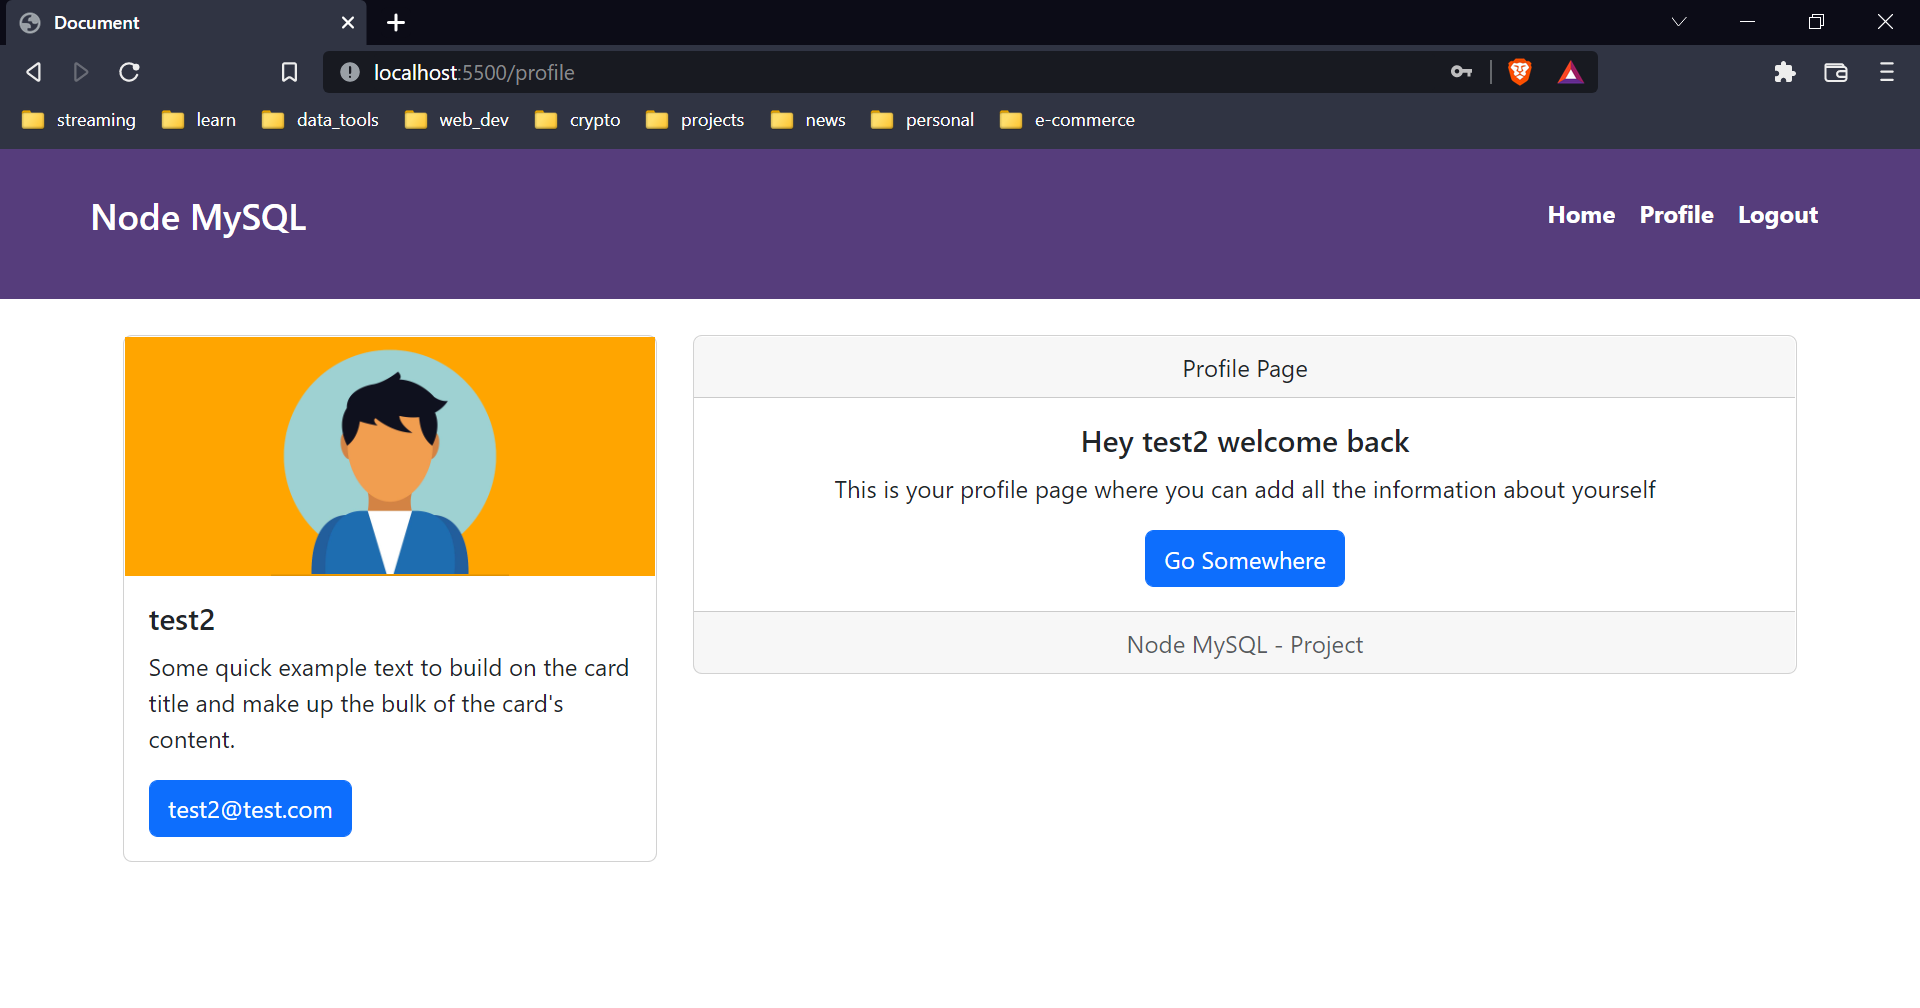 Document
localhost:5500/profile
streaming learn data_tools web_dev crypto projects news personal e-commerce
Node MySQL
Home Profile Logout
test2
Some quick example text to build on the card
title and make up the bulk of the card's
content.
test2@test.com
Profile Page
Hey test2 welcome back
This is your profile page where you can add all the information about yourself
Go Somewhere
Node MySQL - Project